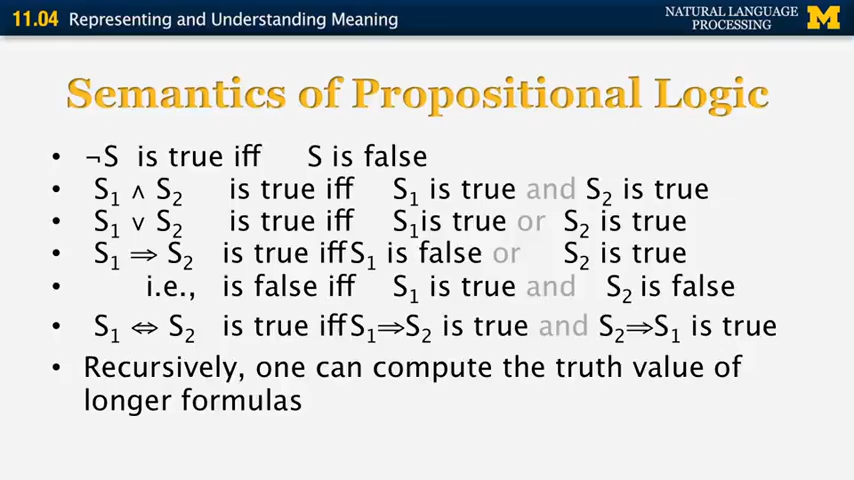 11.04 Representing and Understanding Meaning
NATURAL LANGUAGE
PROCESSING
M
Semantics of Propositional Logic
• ¬S is true iff S is false
• S₁ ∧ S₂ is true iff S₁ is true and S₂ is true
• S₁ ∨ S₂ is true iff S₁is true or S₂ is true
• S₁ ⇒ S₂ is true iff S₁ is false or S₂ is true
• i.e., is false iff S₁ is true and S₂ is false
• S₁ ⇔ S₂ is true iff S₁⇒S₂ is true and S₂⇒S₁ is true
• Recursively, one can compute the truth value of
longer formulas